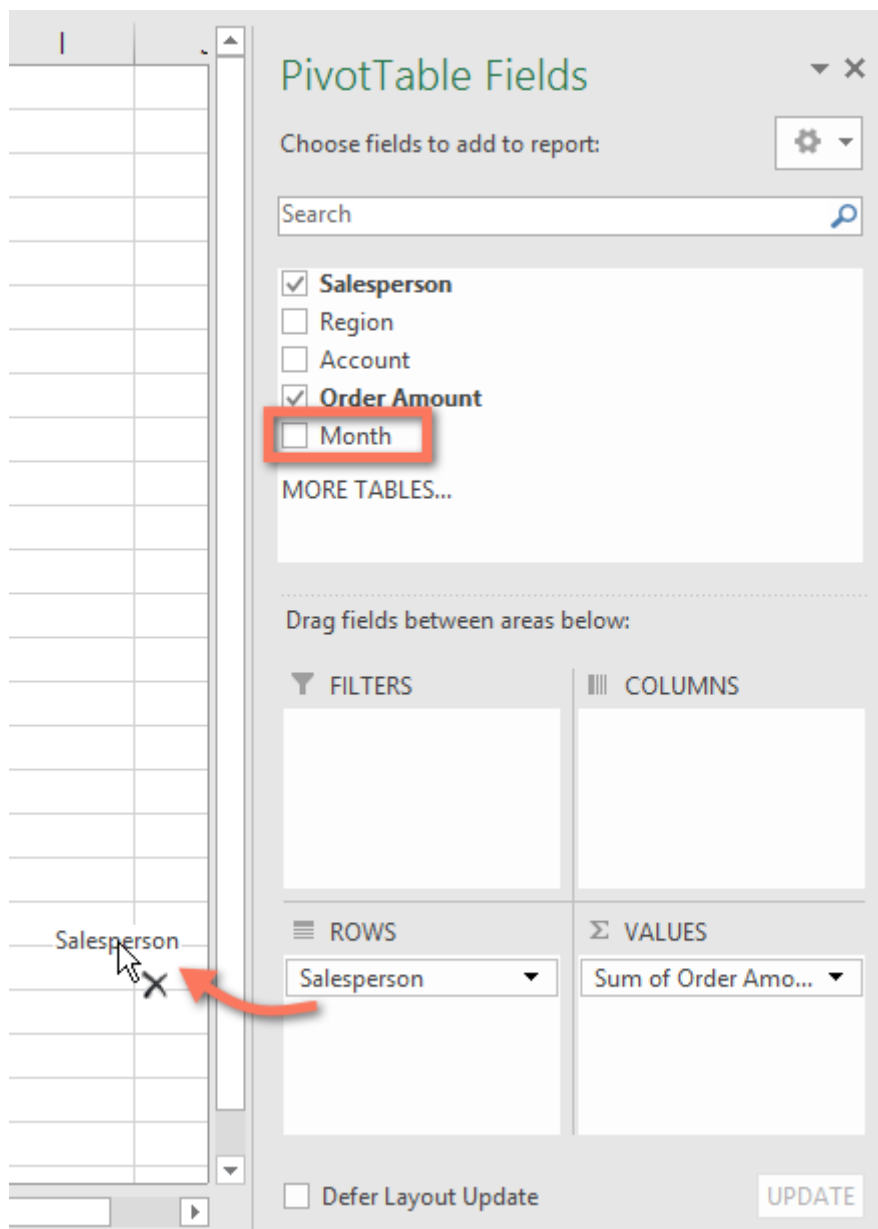 I
PivotTable Fields
Choose fields to add to report:
Search
Salesperson
Region
Account
Order Amount
Month
MORE TABLES...
Drag fields between areas below:
FILTERS
COLUMNS
Salesperson
ROWS
Σ VALUES
Salesperson
Sum of Order Amo...
Defer Layout Update
UPDATE